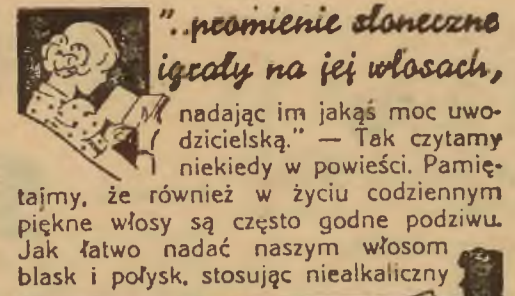 "..promienie słoneczne
igrały na jej włosach,
nadając im jakąś moc uwo-
dzicielską." — Tak czytamy
niekiedy w powieści. Pamię-
tajmy, że również w życiu codziennym
piękne włosy są często godne podziwu.
Jak łatwo nadać naszym włosom
blask i połysk, stosując niealkaliczny